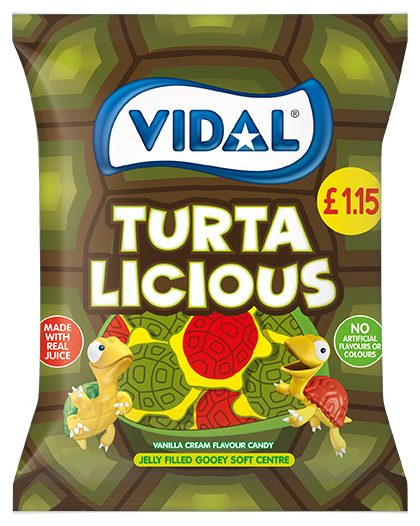 VIDAL®
£1.15
TURTA
LICIOUS
MADE
WITH
REAL
JUICE
NO
ARTIFICIAL
FLAVOURS OR
COLOURS
VANILLA CREAM FLAVOUR CANDY
JELLY FILLED GOOEY SOFT CENTRE